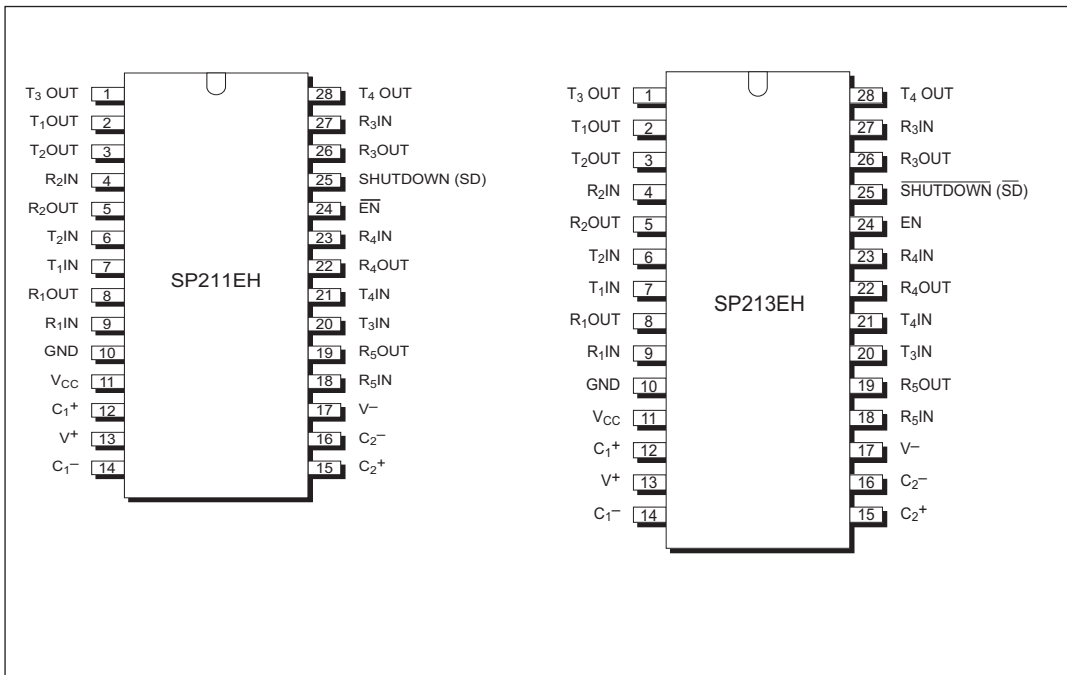 T₃ OUT 1 28 T₄ OUT
T₁OUT 2 27 R₃IN
T₂OUT 3 26 R₃OUT
R₂IN 4 25 SHUTDOWN (SD)
R₂OUT 5 24 E̅N̅
T₂IN 6 23 R₄IN
T₁IN 7 22 R₄OUT
SP211EH
R₁OUT 8 21 T₄IN
R₁IN 9 20 T₃IN
GND 10 19 R₅OUT
V_CC 11 18 R₅IN
C₁⁺ 12 17 V⁻
V⁺ 13 16 C₂⁻
C₁⁻ 14 15 C₂⁺
T₃ OUT 1 28 T₄ OUT
T₁OUT 2 27 R₃IN
T₂OUT 3 26 R₃OUT
R₂IN 4 25 S̅H̅U̅T̅D̅O̅W̅N̅ (S̅D̅)
R₂OUT 5 24 EN
T₂IN 6 23 R₄IN
T₁IN 7 22 R₄OUT
SP213EH
R₁OUT 8 21 T₄IN
R₁IN 9 20 T₃IN
GND 10 19 R₅OUT
V_CC 11 18 R₅IN
C₁⁺ 12 17 V⁻
V⁺ 13 16 C₂⁻
C₁⁻ 14 15 C₂⁺